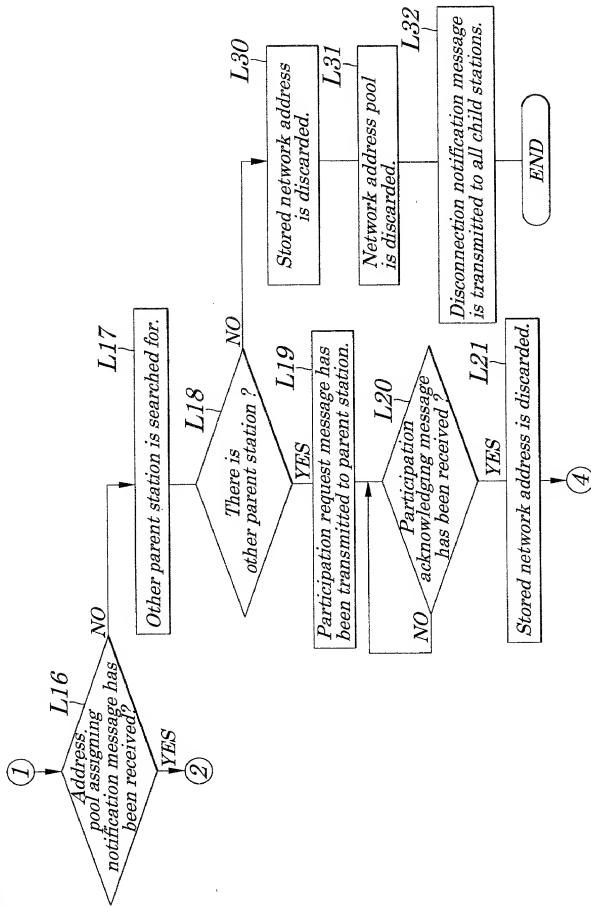 1
L16
Address
pool assigning
notification message has
been received?
NO
YES
2
L17
Other parent station is searched for.
L18
There is
other parent station ?
NO
YES
L19
Participation request message has
been transmitted to parent station.
L20
Participation
acknowledging message
has been received ?
NO
YES
L21
Stored network address is discarded.
4
L30
Stored network address
is discarded.
L31
Network address pool
is discarded.
L32
Disconnection notification message
is transmitted to all child stations.
END